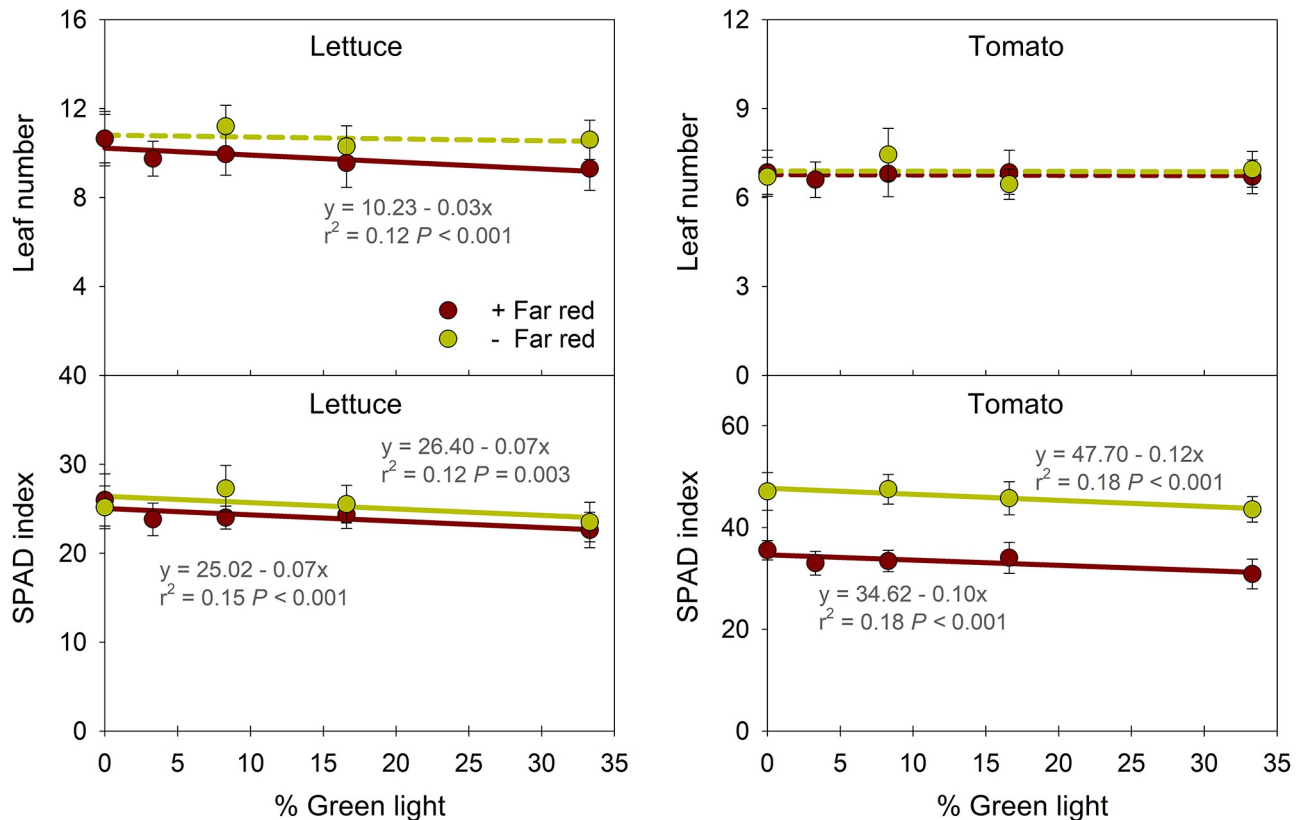 Lettuce
Leaf number
16
12
8
4
y = 10.23 - 0.03x
r² = 0.12 P < 0.001
+ Far red
- Far red
Tomato
Leaf number
12
9
6
3
0
Lettuce
SPAD index
40
30
20
10
0
y = 26.40 - 0.07x
r² = 0.12 P = 0.003
y = 25.02 - 0.07x
r² = 0.15 P < 0.001
0 5 10 15 20 25 30 35
% Green light
Tomato
SPAD index
60
40
20
0
y = 47.70 - 0.12x
r² = 0.18 P < 0.001
y = 34.62 - 0.10x
r² = 0.18 P < 0.001
0 5 10 15 20 25 30 35
% Green light